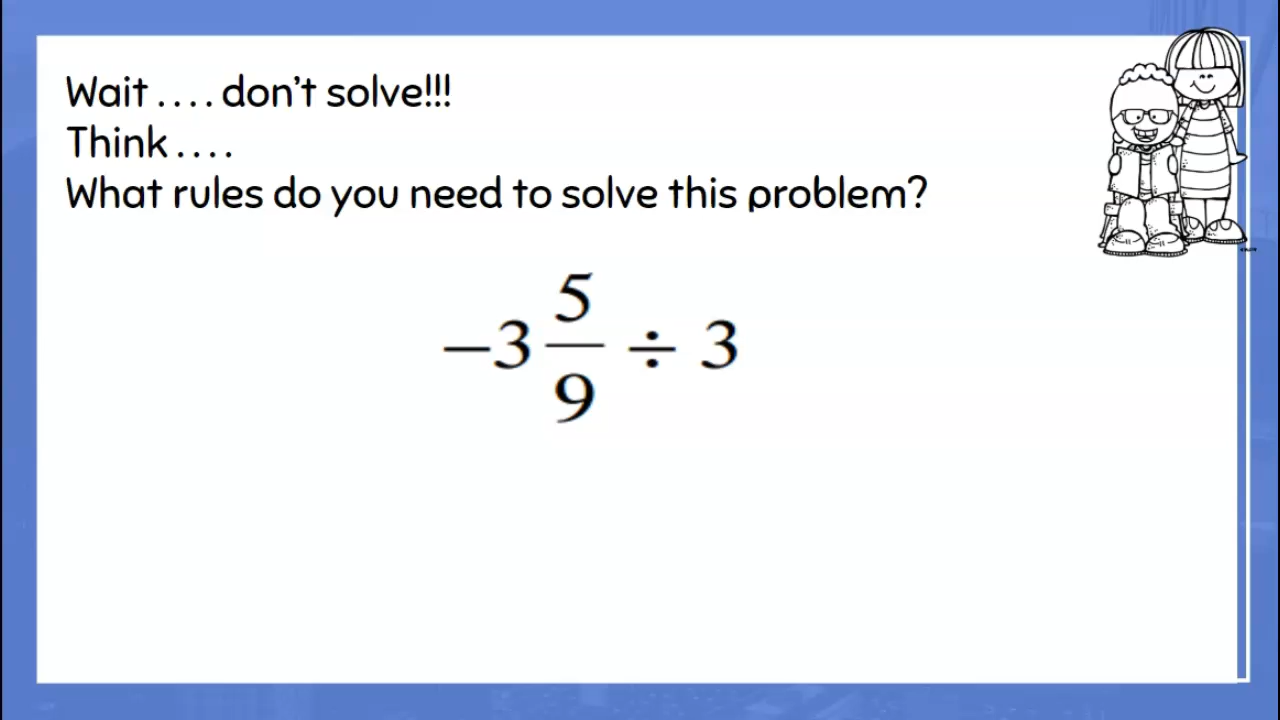 Wait .... don't solve!!!
Think ....
What rules do you need to solve this problem?
−3 5/9 ÷ 3